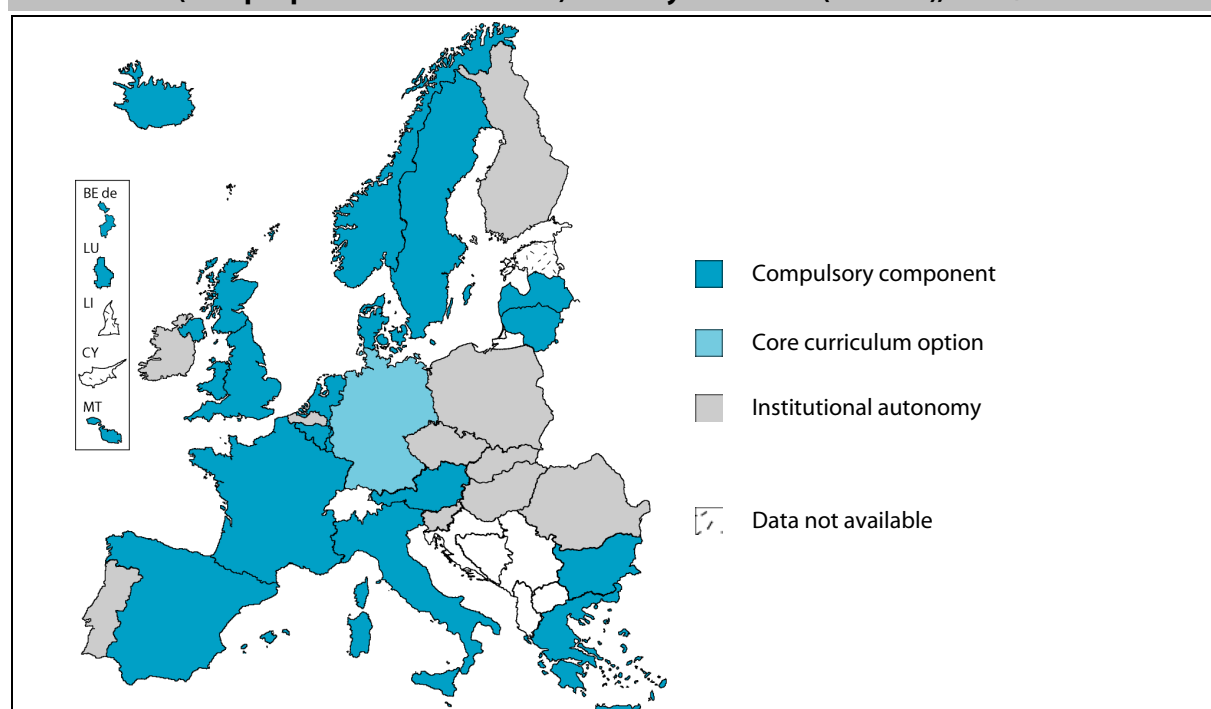 BE de
LU
LI
CY
MT
Compulsory component
Core curriculum option
Institutional autonomy
Data not available